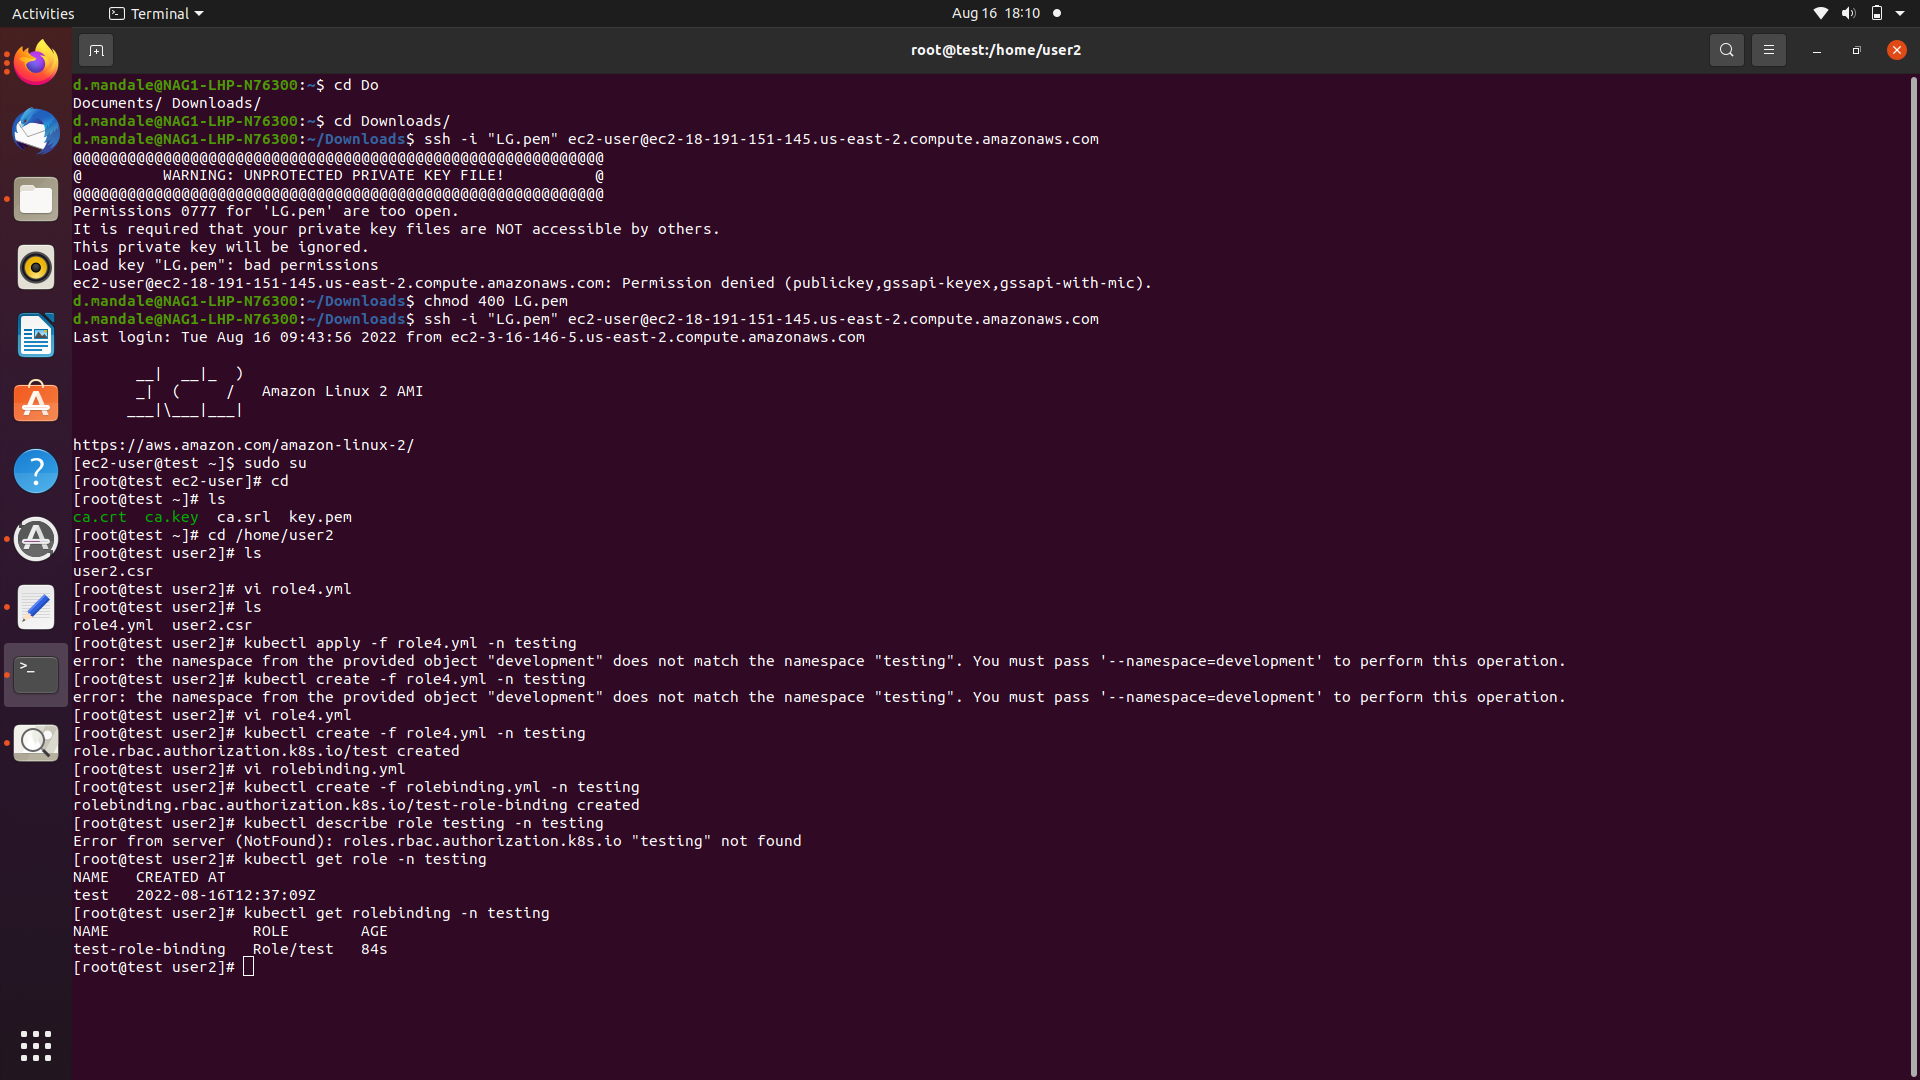 Activities
Terminal
Aug 16 18:10
root@test:/home/user2
d.mandale@NAG1-LHP-N76300:~$ cd Do
Documents/ Downloads/
d.mandale@NAG1-LHP-N76300:~$ cd Downloads/
d.mandale@NAG1-LHP-N76300:~/Downloads$ ssh -i "LG.pem" ec2-user@ec2-18-191-151-145.us-east-2.compute.amazonaws.com
@@@@@@@@@@@@@@@@@@@@@@@@@@@@@@@@@@@@@@@@@@@@@@@@@@@@@@@@@@@
@         WARNING: UNPROTECTED PRIVATE KEY FILE!          @
@@@@@@@@@@@@@@@@@@@@@@@@@@@@@@@@@@@@@@@@@@@@@@@@@@@@@@@@@@@
Permissions 0777 for 'LG.pem' are too open.
It is required that your private key files are NOT accessible by others.
This private key will be ignored.
Load key "LG.pem": bad permissions
ec2-user@ec2-18-191-151-145.us-east-2.compute.amazonaws.com: Permission denied (publickey,gssapi-keyex,gssapi-with-mic).
d.mandale@NAG1-LHP-N76300:~/Downloads$ chmod 400 LG.pem
d.mandale@NAG1-LHP-N76300:~/Downloads$ ssh -i "LG.pem" ec2-user@ec2-18-191-151-145.us-east-2.compute.amazonaws.com
Last login: Tue Aug 16 09:43:56 2022 from ec2-3-16-146-5.us-east-2.compute.amazonaws.com
       __|  __|_  )
       _|  (     /   Amazon Linux 2 AMI
      ___|\___|___|
https://aws.amazon.com/amazon-linux-2/
[ec2-user@test ~]$ sudo su
[root@test ec2-user]# cd
[root@test ~]# ls
ca.crt  ca.key  ca.srl  key.pem
[root@test ~]# cd /home/user2
[root@test user2]# ls
user2.csr
[root@test user2]# vi role4.yml
[root@test user2]# ls
role4.yml  user2.csr
[root@test user2]# kubectl apply -f role4.yml -n testing
error: the namespace from the provided object "development" does not match the namespace "testing". You must pass '--namespace=development' to perform this operation.
[root@test user2]# kubectl create -f role4.yml -n testing
error: the namespace from the provided object "development" does not match the namespace "testing". You must pass '--namespace=development' to perform this operation.
[root@test user2]# vi role4.yml
[root@test user2]# kubectl create -f role4.yml -n testing
role.rbac.authorization.k8s.io/test created
[root@test user2]# vi rolebinding.yml
[root@test user2]# kubectl create -f rolebinding.yml -n testing
rolebinding.rbac.authorization.k8s.io/test-role-binding created
[root@test user2]# kubectl describe role testing -n testing
Error from server (NotFound): roles.rbac.authorization.k8s.io "testing" not found
[root@test user2]# kubectl get role -n testing
NAME   CREATED AT
test   2022-08-16T12:37:09Z
[root@test user2]# kubectl get rolebinding -n testing
NAME                ROLE        AGE
test-role-binding   Role/test   84s
[root@test user2]#